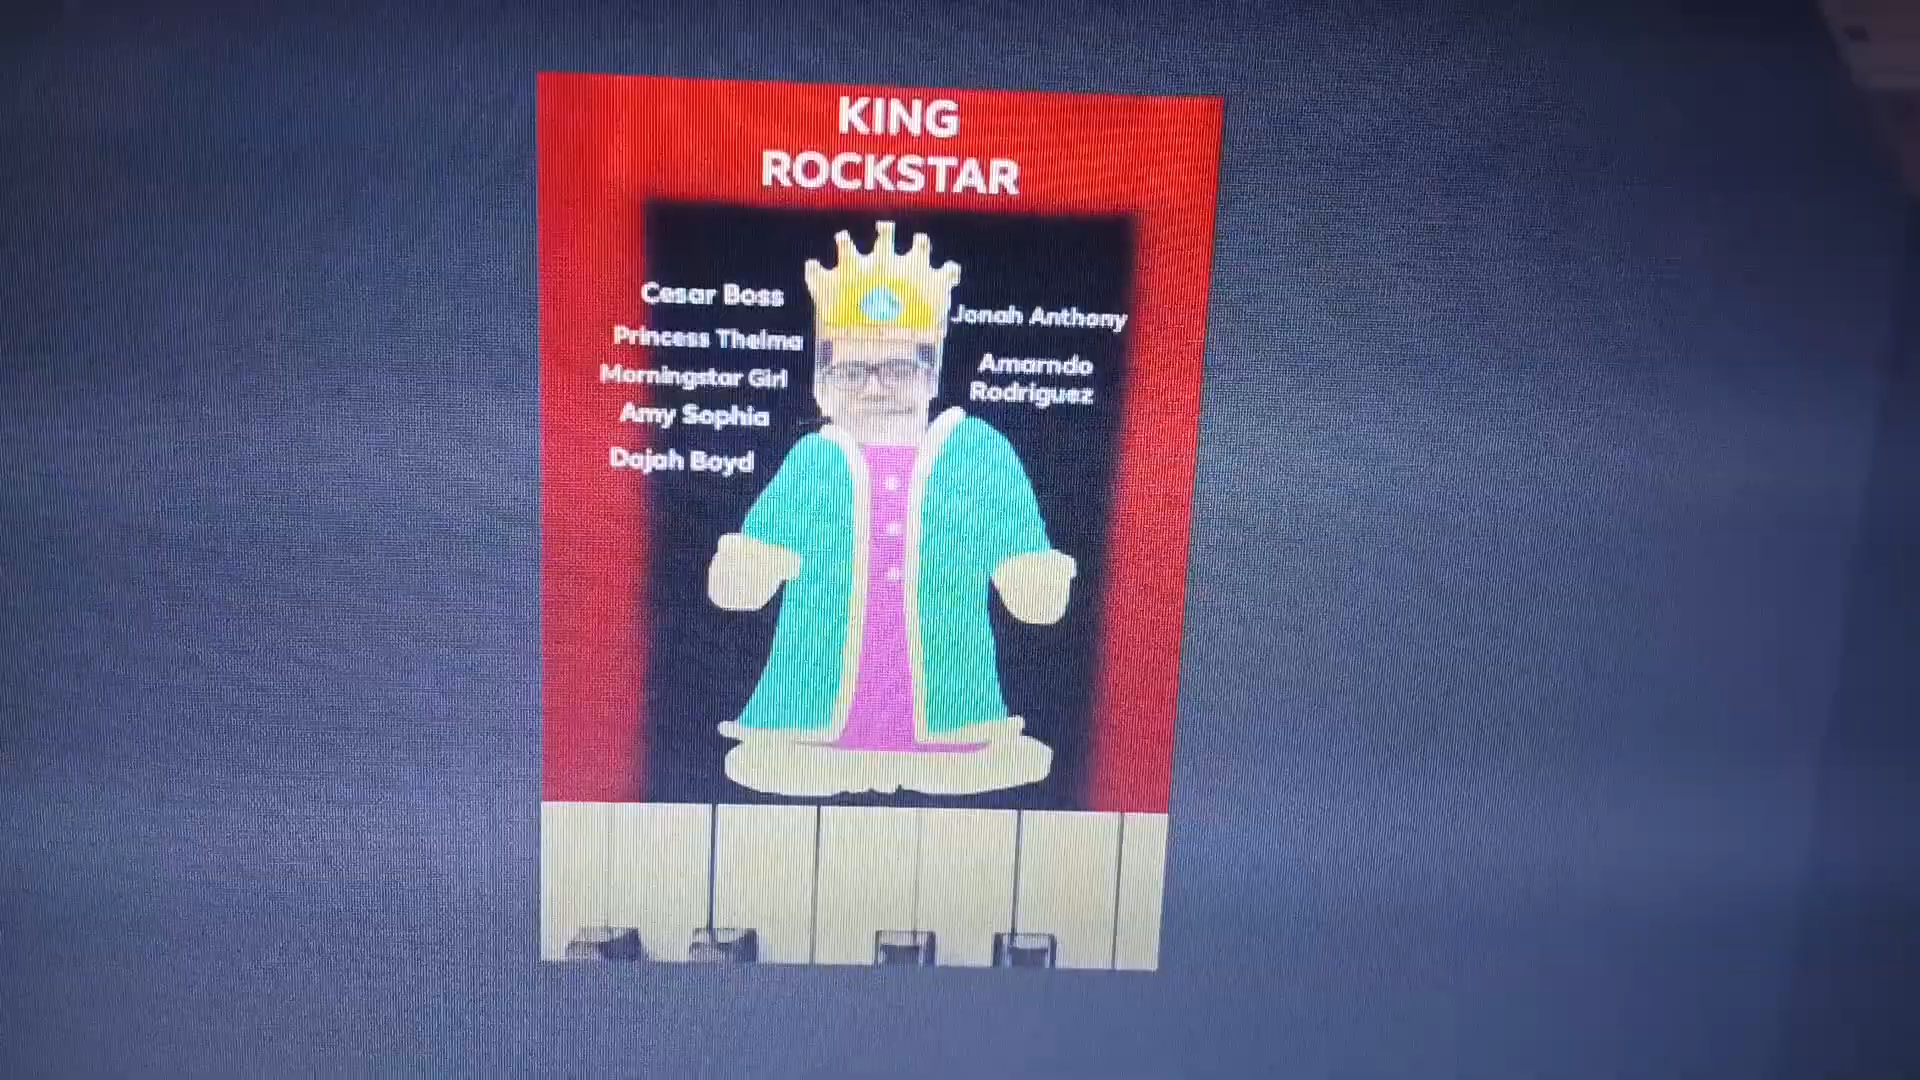 KING
ROCKSTAR
Cesar Boss
Princess Thelma
Morningstar Girl
Amy Sophia
Dajah Boyd
Jonah Anthony
Amarndo
Rodriguez